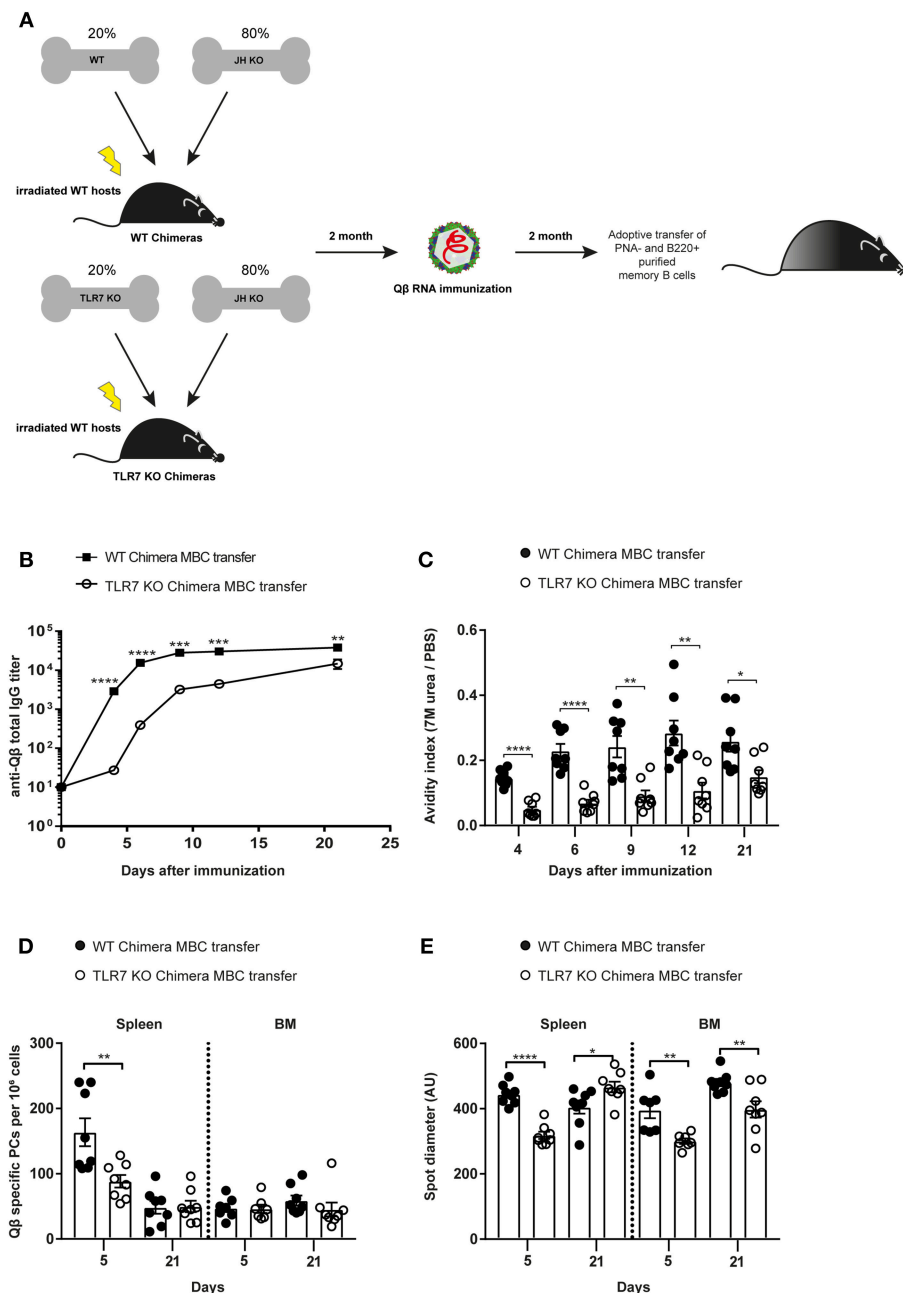 A
20%
80%
WT
JH KO
irradiated WT hosts
WT Chimeras
20%
80%
TLR7 KO
JH KO
irradiated WT hosts
TLR7 KO Chimeras
2 month
Qβ RNA immunization
2 month
Adoptive transfer of
PNA- and B220+
purified
memory B cells
B
WT Chimera MBC transfer
TLR7 KO Chimera MBC transfer
anti-Qβ total IgG titer
10⁵
10⁴
10³
10²
10¹
10⁰
**** **** *** *** **
0 5 10 15 20 25
Days after immunization
C
WT Chimera MBC transfer
TLR7 KO Chimera MBC transfer
Avidity index (7M urea / PBS)
0.6
0.4
0.2
0.0
**** **** ** ** *
4 6 9 12 21
Days after immunization
D
WT Chimera MBC transfer
TLR7 KO Chimera MBC transfer
Spleen BM
Qβ specific PCs per 10⁶ cells
300
200
100
0
**
5 21 5 21
Days
E
WT Chimera MBC transfer
TLR7 KO Chimera MBC transfer
Spleen BM
Spot diameter (AU)
600
400
200
0
**** * ** **
5 21 5 21
Days